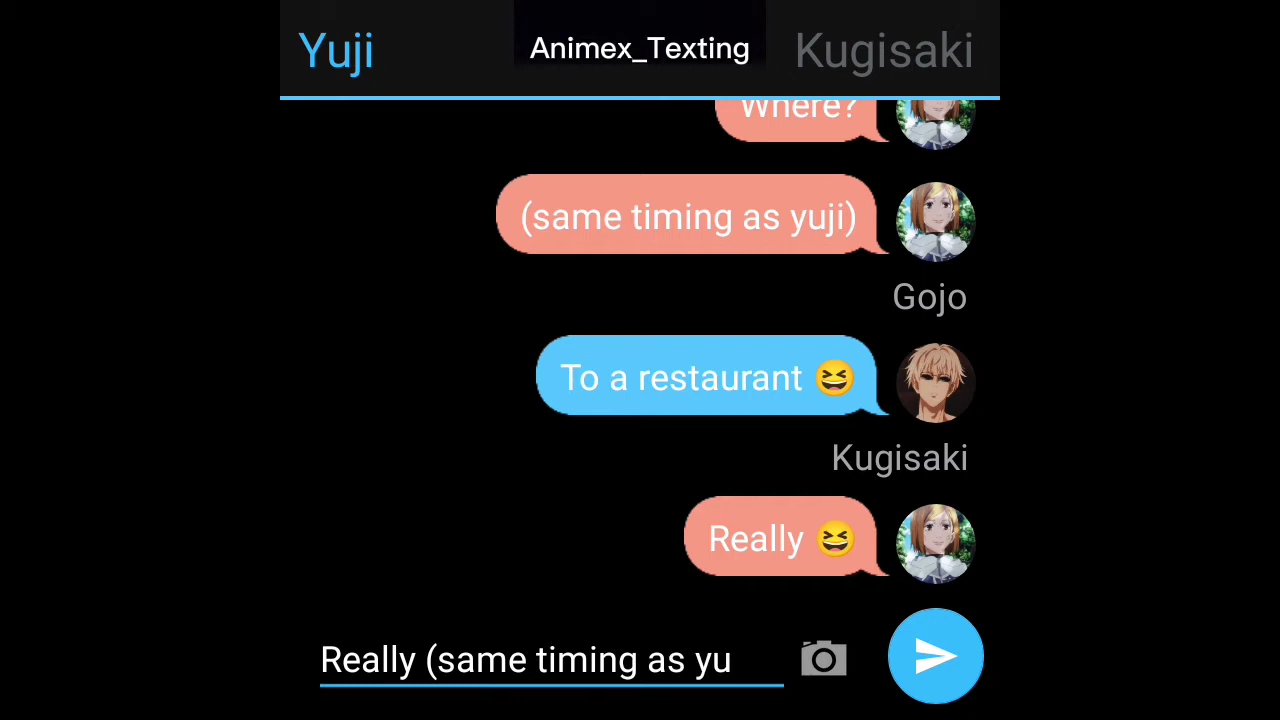 Yuji
Animex_Texting
Kugisaki
Where?
(same timing as yuji)
Gojo
To a restaurant 😆
Kugisaki
Really 😆
Really (same timing as yu